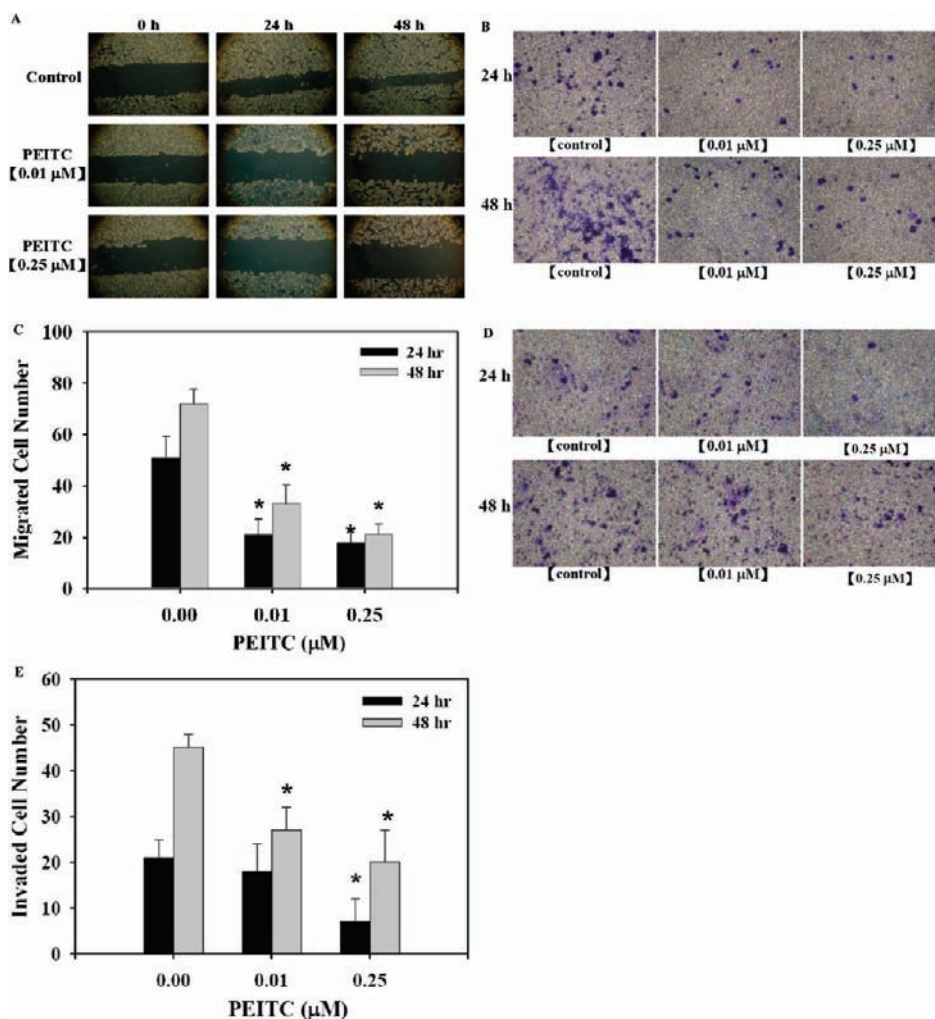 A
0 h 24 h 48 h
Control
PEITC
【0.01 μM】
PEITC
【0.25 μM】
B
24 h
【control】 【0.01 μM】 【0.25 μM】
48 h
【control】 【0.01 μM】 【0.25 μM】
C
100
80
60
40
20
0
Migrated Cell Number
24 hr
48 hr
* * * *
0.00 0.01 0.25
PEITC (μM)
D
24 h
【control】 【0.01 μM】 【0.25 μM】
48 h
【control】 【0.01 μM】 【0.25 μM】
E
60
50
40
30
20
10
0
Invaded Cell Number
24 hr
48 hr
* * *
0.00 0.01 0.25
PEITC (μM)